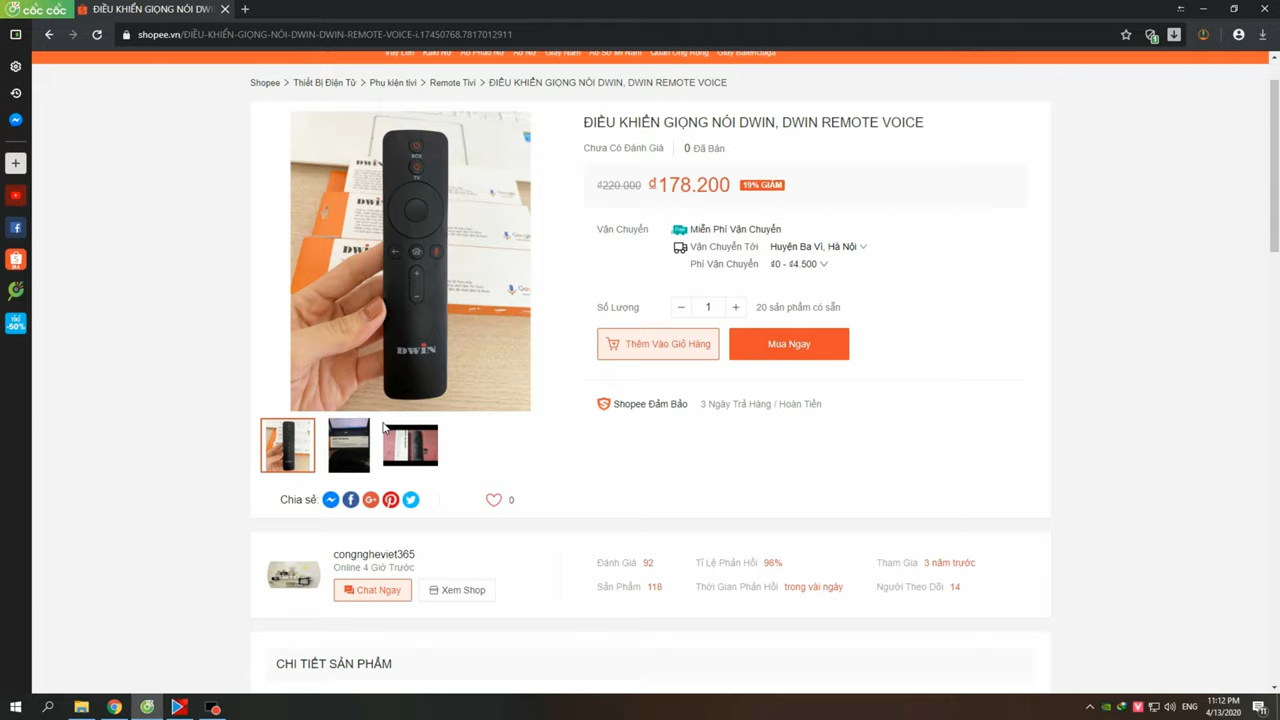 CỐC CỐC
ĐIỀU KHIỂN GIỌNG NÓI DWIN
shopee.vn/ĐIỀU-KHIỂN-GIỌNG-NÓI-DWIN-DWIN-REMOTE-VOICE-i.17450768.7817012911
Shopee > Thiết Bị Điện Tử > Phụ kiện tivi > Remote Tivi > ĐIỀU KHIỂN GIỌNG NÓI DWIN, DWIN REMOTE VOICE
ĐIỀU KHIỂN GIỌNG NÓI DWIN, DWIN REMOTE VOICE
Chưa Có Đánh Giá 0 Đã Bán
₫220.000 ₫178.200 19% GIẢM
Vận Chuyển Free Miễn Phí Vận Chuyển
Vận Chuyển Tới Huyện Ba Vì, Hà Nội
Phí Vận Chuyển ₫0 - ₫4.500
BOX
TV
DWIN
Số Lượng − 1 + 20 sản phẩm có sẵn
Thêm Vào Giỏ Hàng Mua Ngay
Shopee Đảm Bảo 3 Ngày Trả Hàng / Hoàn Tiền
Tiki
-50%
Chia sẻ: 0
congngheviet365
Online 4 Giờ Trước
Chat Ngay Xem Shop
Đánh Giá 92 Tỉ Lệ Phản Hồi 98% Tham Gia 3 năm trước
Sản Phẩm 118 Thời Gian Phản Hồi trong vài ngày Người Theo Dõi 14
CHI TIẾT SẢN PHẨM
ENG
11:12 PM
4/13/2020